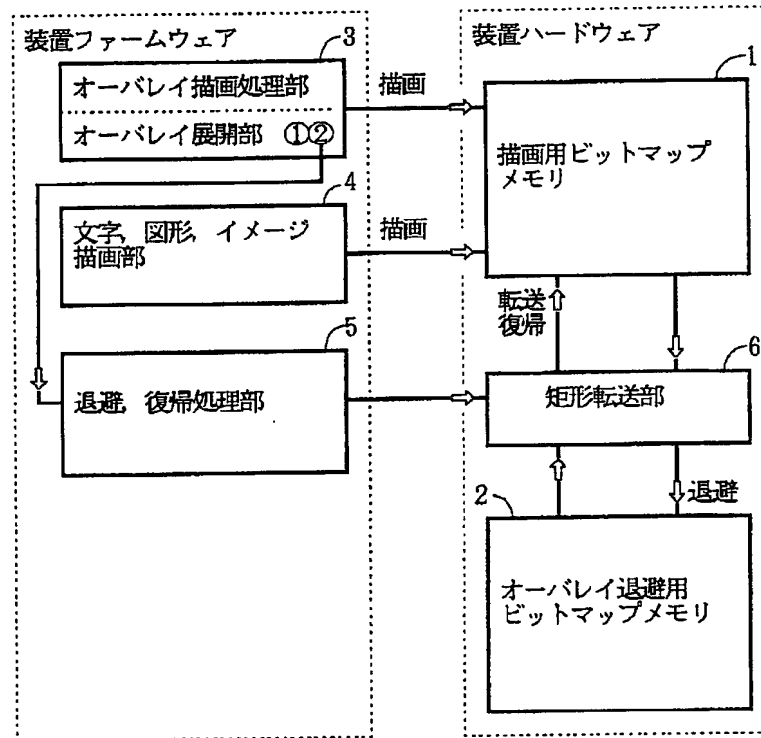 装置ファームウェア
3
オーバレイ描画処理部
オーバレイ展開部 ①②
4
文字, 図形, イメージ
描画部
5
退避, 復帰処理部
描画
描画
装置ハードウェア
1
描画用ビットマップ
メモリ
転送
復帰
6
矩形転送部
退避
2
オーバレイ退避用
ビットマップメモリ